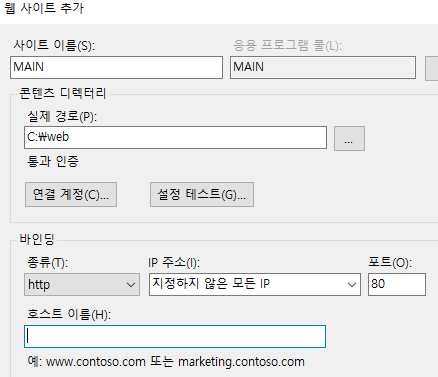 웹 사이트 추가
사이트 이름(S): 응용 프로그램 풀(L):
MAIN MAIN
콘텐츠 디렉터리
실제 경로(P):
C:\web ...
통과 인증
연결 계정(C)... 설정 테스트(G)...
바인딩
종류(T): IP 주소(I): 포트(O):
http 지정하지 않은 모든 IP 80
호스트 이름(H):
예: www.contoso.com 또는 marketing.contoso.com